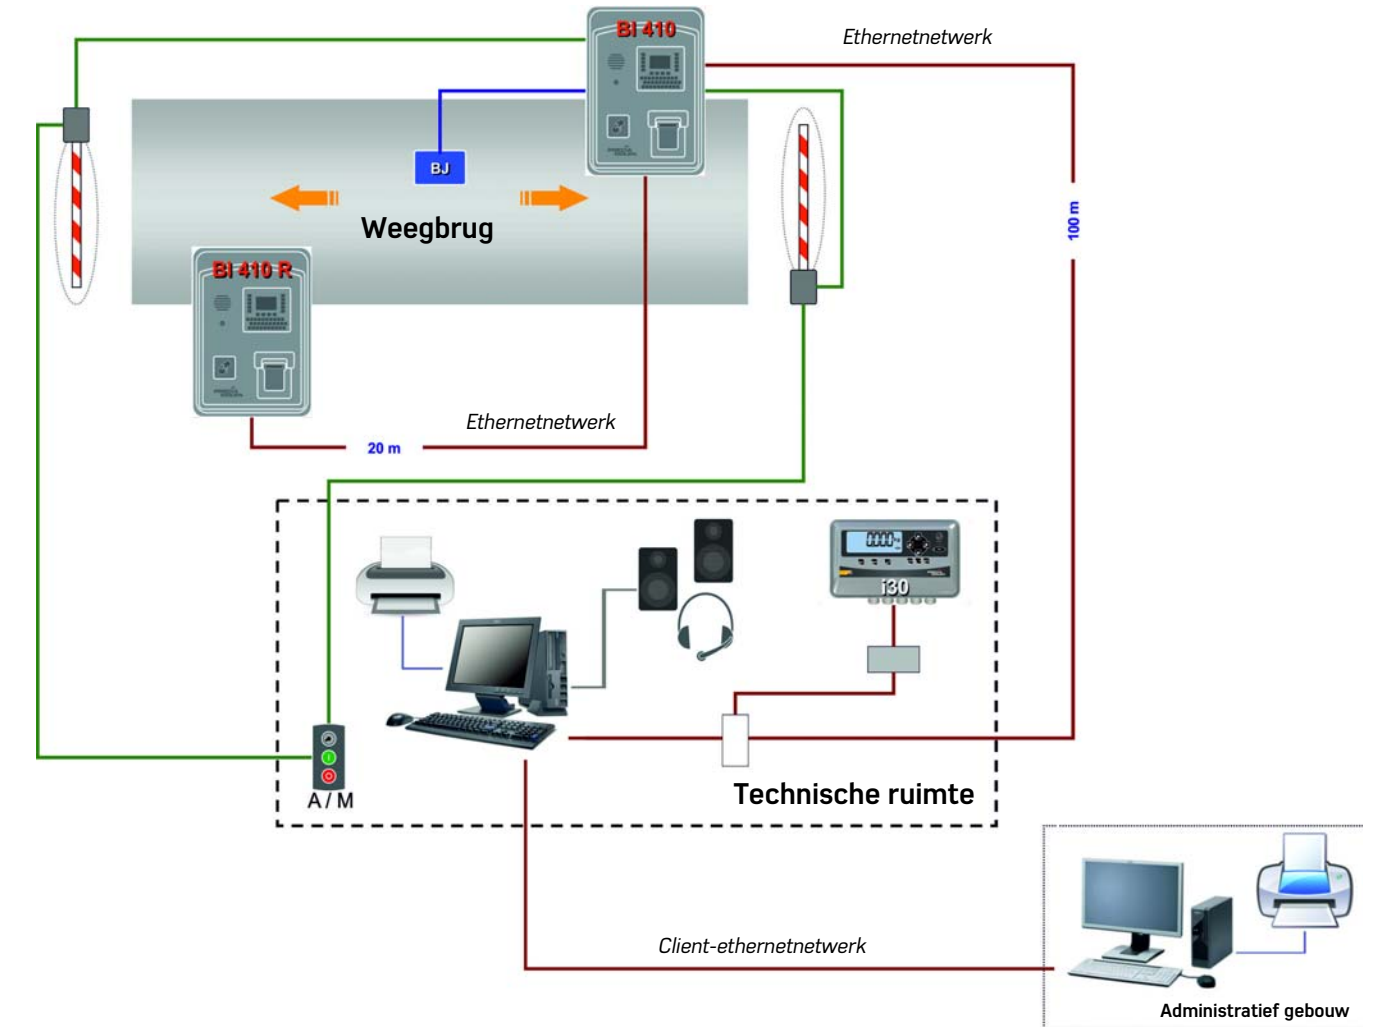 BI 410
Ethernetnetwerk
BJ
Weegbrug
100 m
BI 410 R
Ethernetnetwerk
20 m
i30
A / M
Technische ruimte
Client-ethernetnetwerk
Administratief gebouw